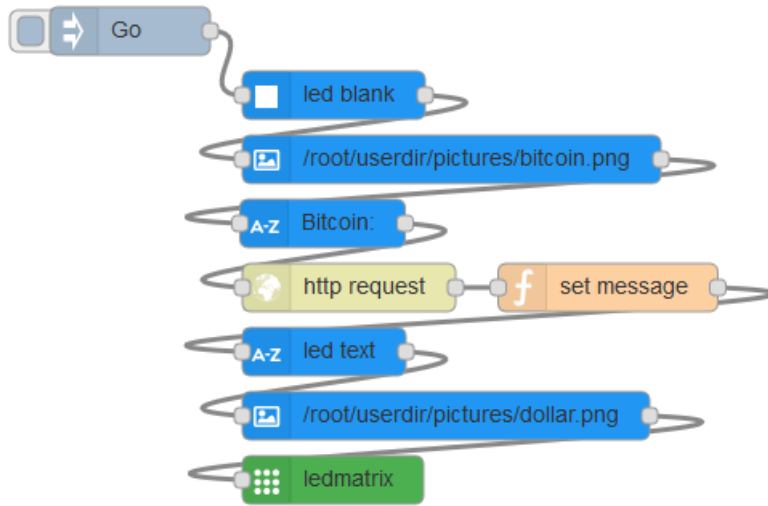 Go
led blank
/root/userdir/pictures/bitcoin.png
A-Z Bitcoin:
http request set message
A-Z led text
/root/userdir/pictures/dollar.png
ledmatrix